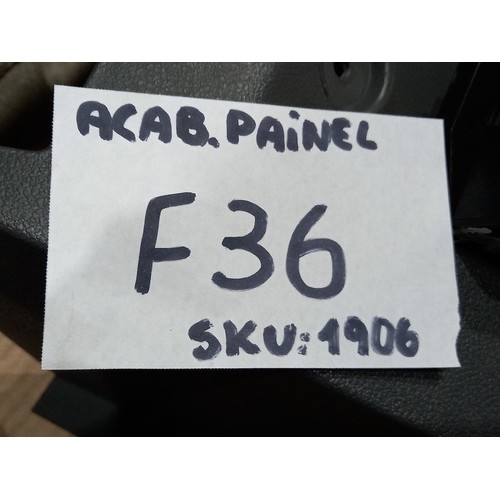 ACAB. PAiNEL
F36
SKU: 1906